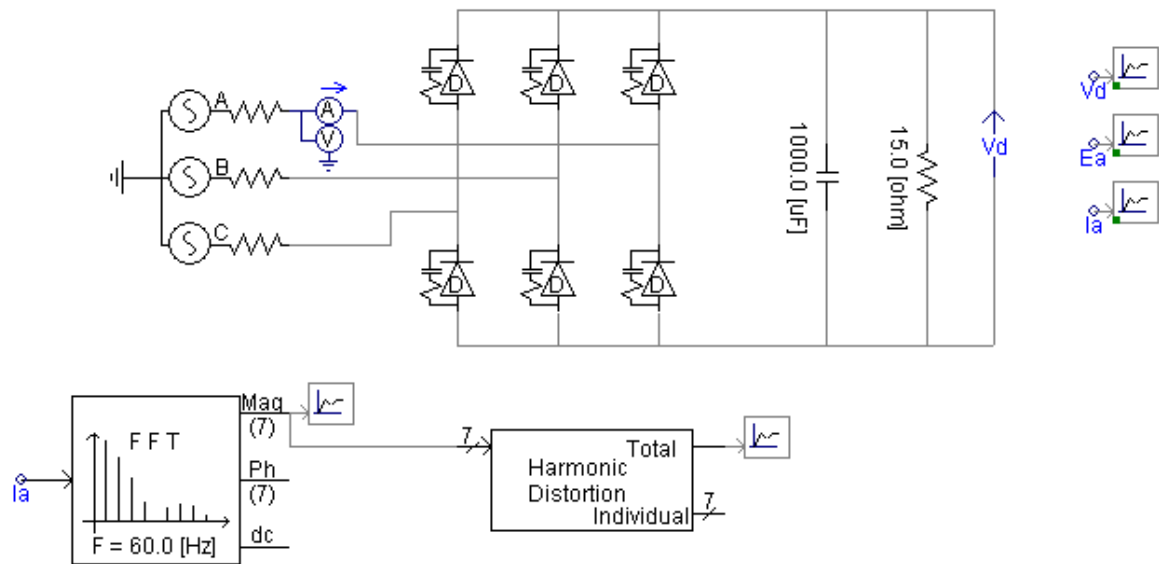 D D D
A
A
V
B
C
D D D
1000.0 [uF]
15.0 [ohm]
Vd
Vd
Ea
Ia
Ia
F F T
F = 60.0 [Hz]
Mag
(7)
Ph
(7)
dc
7
Total
Harmonic
Distortion
Individual
7